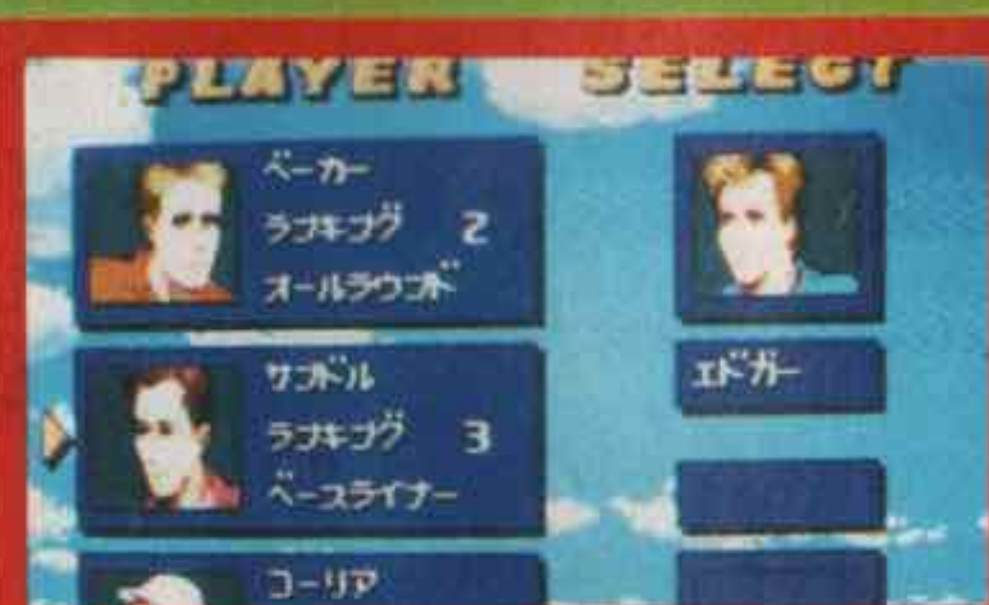 PLAYER SELECT
ベーカー
ランキング 2
オールラウンド
サンドル
ランキング 3
ベースライナー
コーリア
エドガー